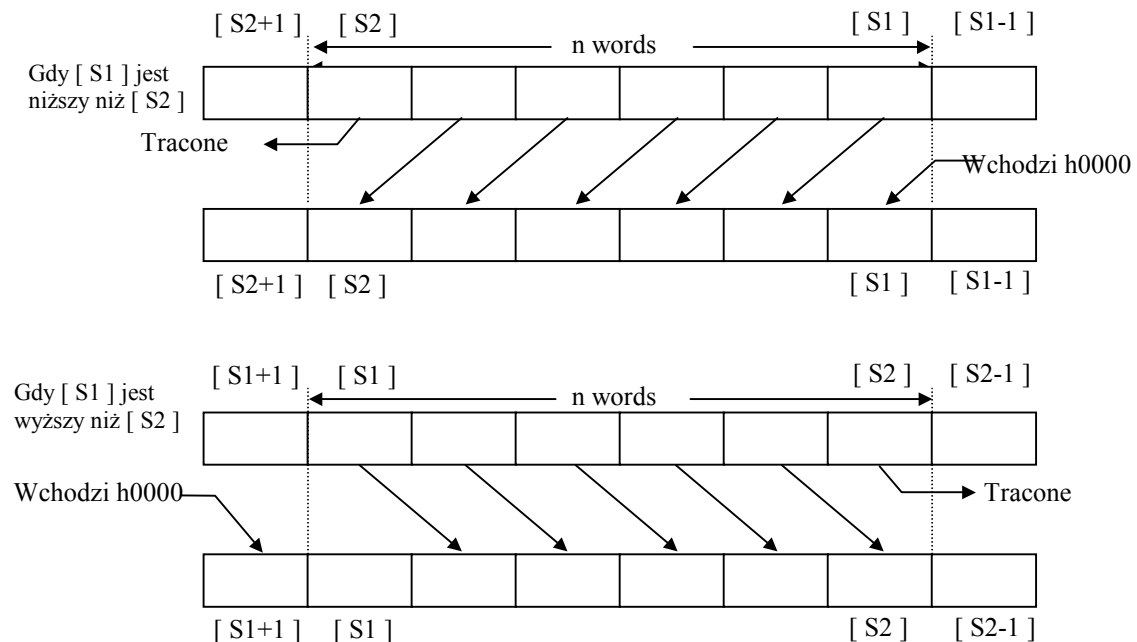 [ S2+1 ] [ S2 ] [ S1 ] [ S1-1 ]
n words
Gdy [ S1 ] jest
niższy niż [ S2 ]
Tracone
Wchodzi h0000
[ S2+1 ] [ S2 ] [ S1 ] [ S1-1 ]
[ S1+1 ] [ S1 ] [ S2 ] [ S2-1 ]
n words
Gdy [ S1 ] jest
wyższy niż [ S2 ]
Wchodzi h0000
Tracone
[ S1+1 ] [ S1 ] [ S2 ] [ S2-1 ]